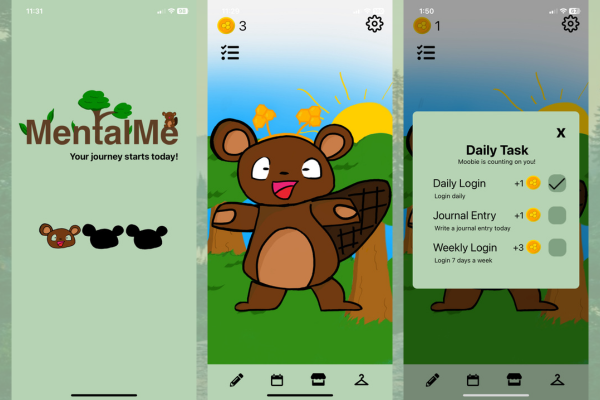 11:31
MentalMe
Your journey starts today!
3
1:50
1
X
Daily Task
Moobie is counting on you!
Daily Login +1
Login daily
Journal Entry +1
Write a journal entry today
Weekly Login +3
Login 7 days a week